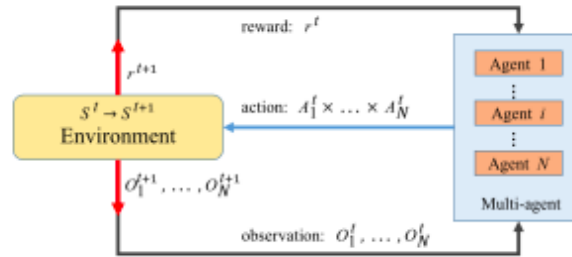 reward: r^t
Agent 1
r^{t+1}
⋮
S^t → S^{t+1}
action: A_1^t × … × A_N^t
Agent i
Environment
⋮
Agent N
O_1^{t+1}, …, O_N^{t+1}
Multi-agent
observation: O_1^t, …, O_N^t